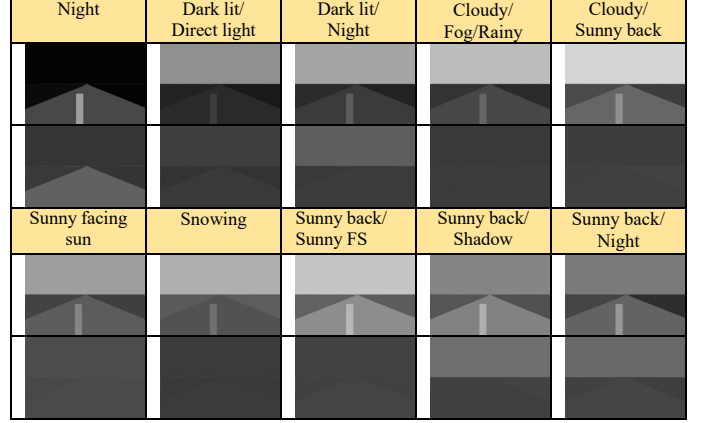 Night
Dark lit/
Direct light
Dark lit/
Night
Cloudy/
Fog/Rainy
Cloudy/
Sunny back
Sunny facing
sun
Snowing
Sunny back/
Sunny FS
Sunny back/
Shadow
Sunny back/
Night